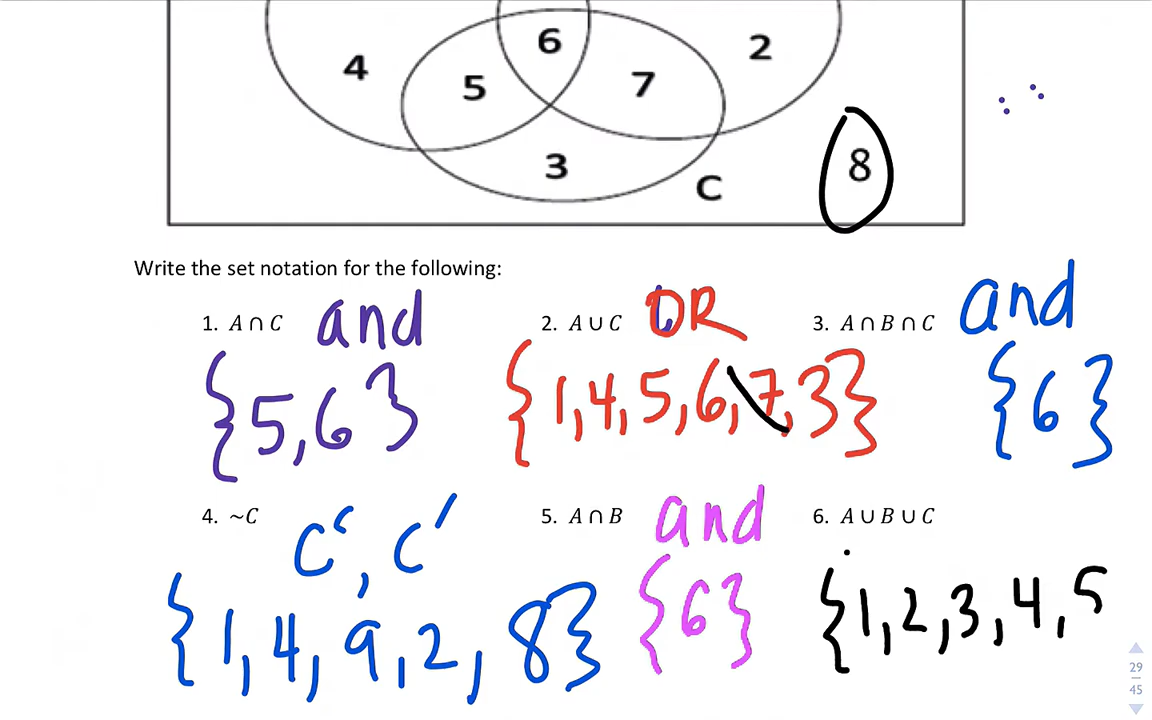 6
4
2
5
7
8
3
C
Write the set notation for the following:
1. A ∩ C and
{5,6}
2. A ∪ C OR
{1,4,5,6,7,3}
3. A ∩ B ∩ C and
{6}
4. ~C Cᶜ, C'
{1,4,9,2,8}
5. A ∩ B and
{6}
6. A ∪ B ∪ C
{1,2,3,4,5
29
45